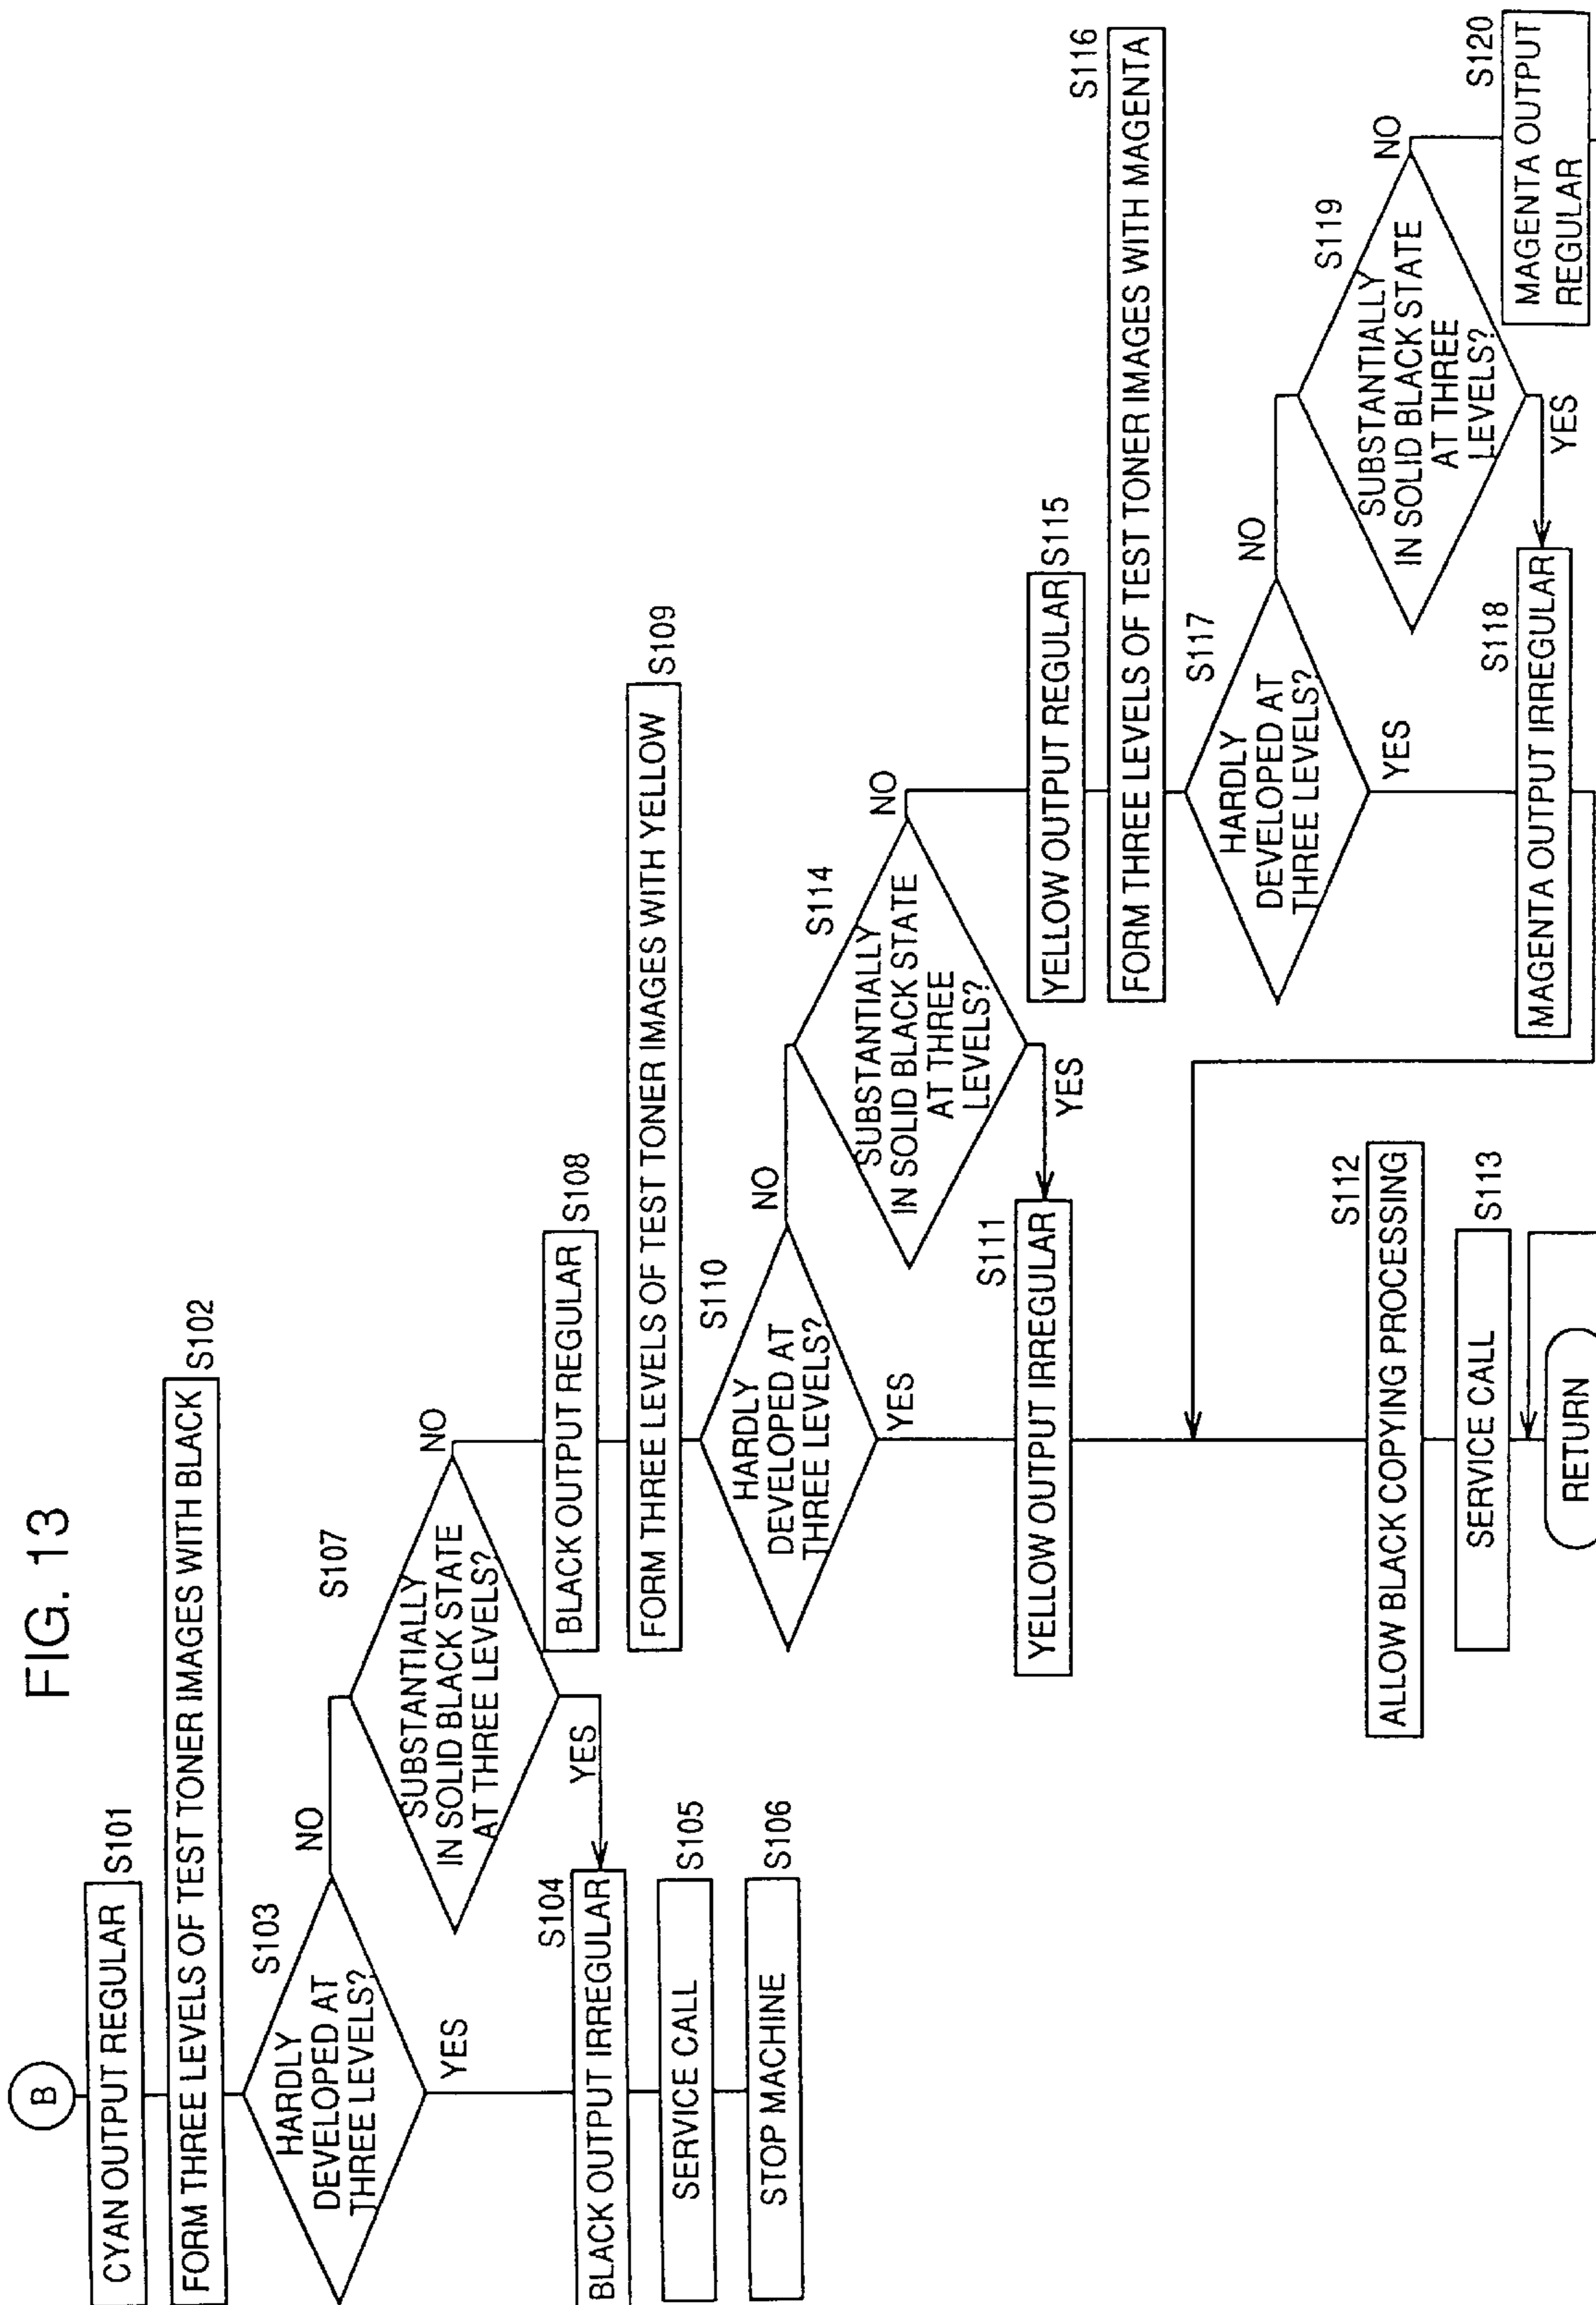 FIG. 13
B
CYAN OUTPUT REGULAR
S101
FORM THREE LEVELS OF TEST TONER IMAGES WITH BLACK
S102
S103
HARDLY
DEVELOPED AT
THREE LEVELS?
NO
YES
S104
BLACK OUTPUT IRREGULAR
SERVICE CALL
S105
STOP MACHINE
S106
S107
SUBSTANTIALLY
IN SOLID BLACK STATE
AT THREE LEVELS?
NO
YES
BLACK OUTPUT REGULAR
S108
FORM THREE LEVELS OF TEST TONER IMAGES WITH YELLOW
S109
S110
HARDLY
DEVELOPED AT
THREE LEVELS?
NO
YES
S111
YELLOW OUTPUT IRREGULAR
S112
ALLOW BLACK COPYING PROCESSING
SERVICE CALL
S113
RETURN
S114
SUBSTANTIALLY
IN SOLID BLACK STATE
AT THREE
LEVELS?
NO
YES
YELLOW OUTPUT REGULAR
S115
S116
FORM THREE LEVELS OF TEST TONER IMAGES WITH MAGENTA
S117
HARDLY
DEVELOPED AT
THREE LEVELS?
NO
YES
S118
MAGENTA OUTPUT IRREGULAR
S119
SUBSTANTIALLY
IN SOLID BLACK STATE
AT THREE
LEVELS?
NO
YES
S120
MAGENTA OUTPUT
REGULAR